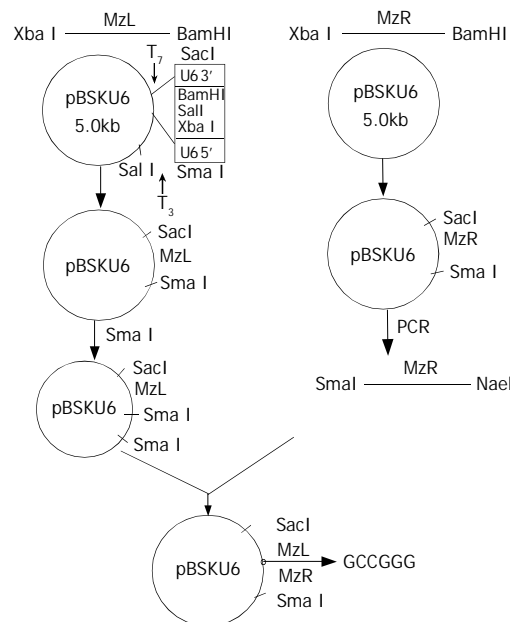 Xba I MzL BamHI
T7
SacI
U6 3′
BamHI
SalI
Xba I
U6 5′
Sma I
pBSKU6
5.0kb
Sal I
T3
SacI
MzL
Sma I
pBSKU6
Sma I
SacI
MzL
Sma I
Sma I
pBSKU6
Xba I MzR BamHI
pBSKU6
5.0kb
SacI
MzR
Sma I
pBSKU6
PCR
SmaI MzR NaeI
SacI
MzL
MzR
Sma I
pBSKU6
GCCGGG